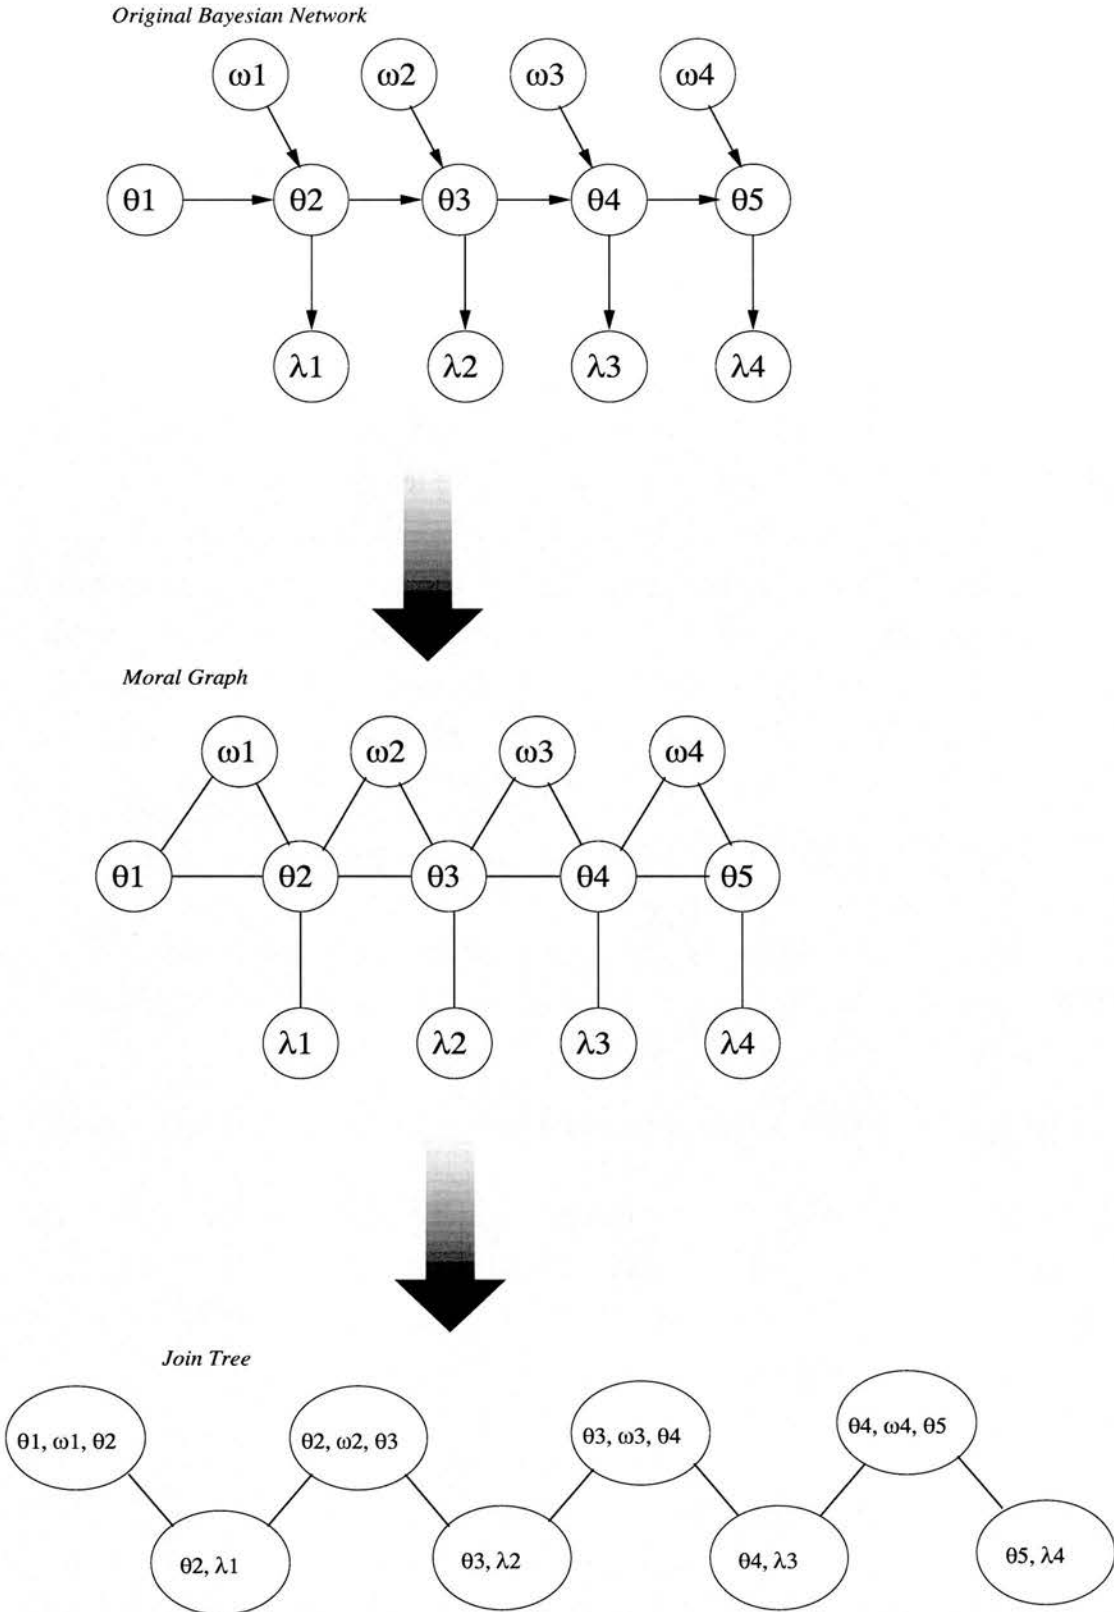 Original Bayesian Network
ω1 ω2 ω3 ω4
θ1 θ2 θ3 θ4 θ5
λ1 λ2 λ3 λ4
Moral Graph
ω1 ω2 ω3 ω4
θ1 θ2 θ3 θ4 θ5
λ1 λ2 λ3 λ4
Join Tree
θ1, ω1, θ2 θ2, ω2, θ3 θ3, ω3, θ4 θ4, ω4, θ5
θ2, λ1 θ3, λ2 θ4, λ3 θ5, λ4